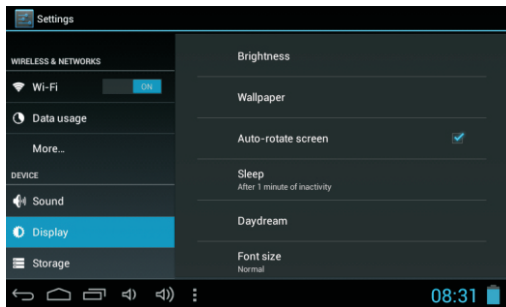 Settings
WIRELESS & NETWORKS
Wi-Fi ON
Data usage
More...
DEVICE
Sound
Display
Storage
Brightness
Wallpaper
Auto-rotate screen
Sleep
After 1 minute of inactivity
Daydream
Font size
Normal
08:31